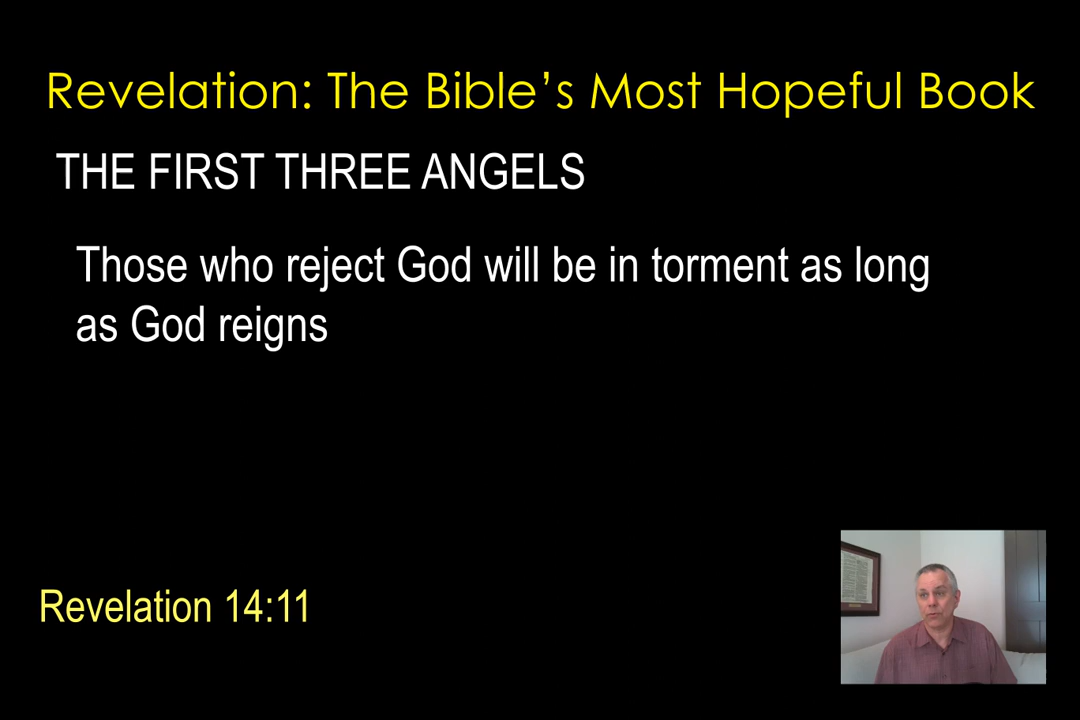 Revelation: The Bible’s Most Hopeful Book
THE FIRST THREE ANGELS
Those who reject God will be in torment as long
as God reigns
Revelation 14:11